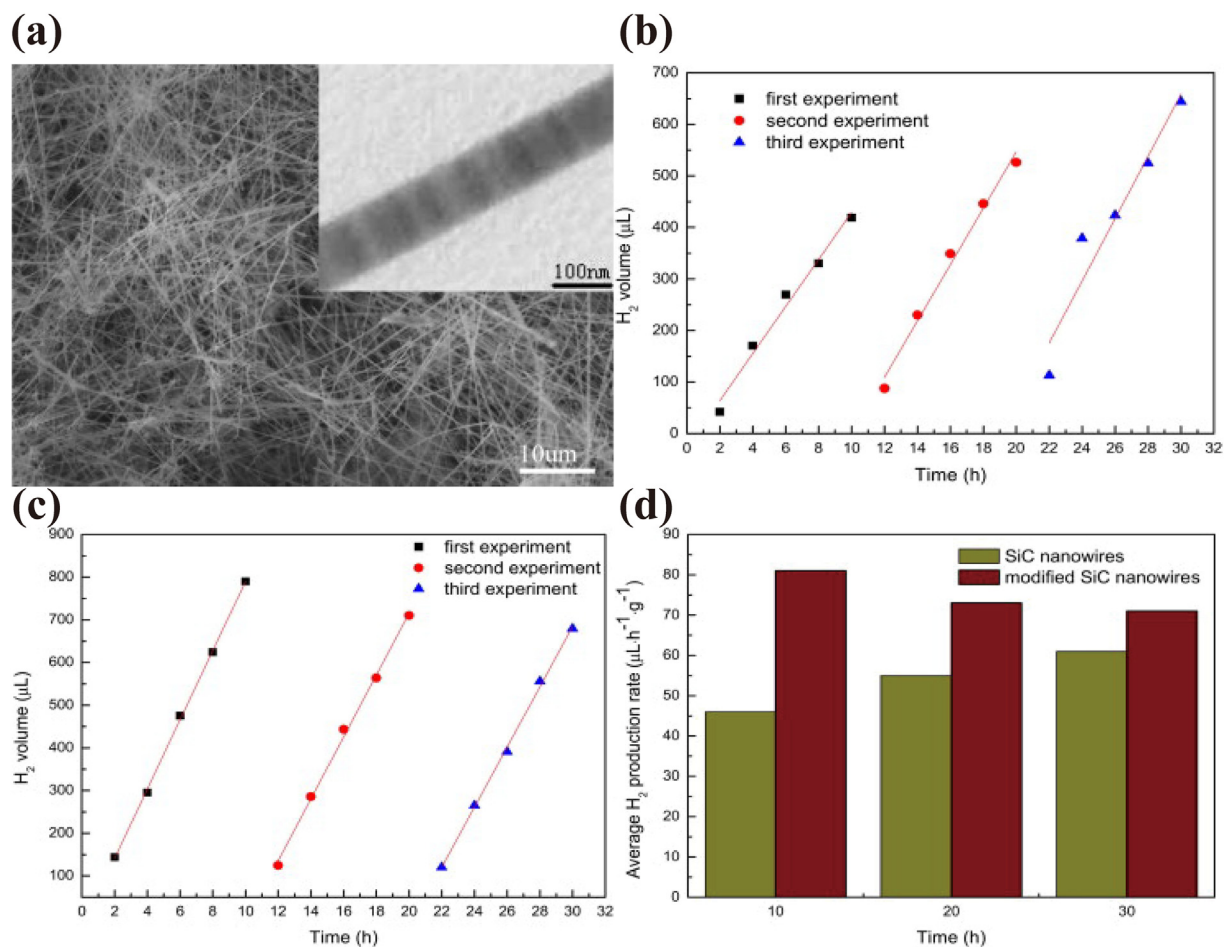 (a)
100nm
10um
(b)
700
600
500
400
300
200
100
0
H₂ volume (μL)
first experiment
second experiment
third experiment
0 2 4 6 8 10 12 14 16 18 20 22 24 26 28 30 32
Time (h)
(c)
900
800
700
600
500
400
300
200
100
H₂ volume (μL)
first experiment
second experiment
third experiment
0 2 4 6 8 10 12 14 16 18 20 22 24 26 28 30 32
Time (h)
(d)
90
80
70
60
50
40
30
20
10
0
Average H₂ production rate (μL·h⁻¹·g⁻¹)
SiC nanowires
modified SiC nanowires
10 20 30
Time (h)